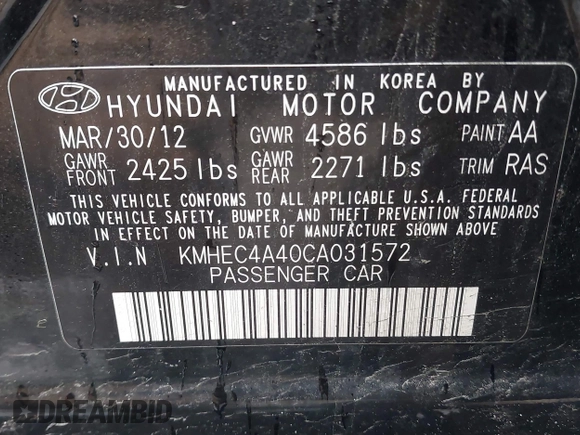 MANUFACTURED IN KOREA BY
HYUNDAI MOTOR COMPANY
MAR/30/12 GVWR 4586 lbs PAINT AA
GAWR FRONT 2425 lbs GAWR REAR 2271 lbs TRIM RAS
THIS VEHICLE CONFORMS TO ALL APPLICABLE U.S.A. FEDERAL
MOTOR VEHICLE SAFETY, BUMPER, AND THEFT PREVENTION STANDARDS
IN EFFECT ON THE DATE OF MANUFACTURE SHOWN ABOVE.
V.I.N KMHEC4A40CA031572
PASSENGER CAR
DREAMBID